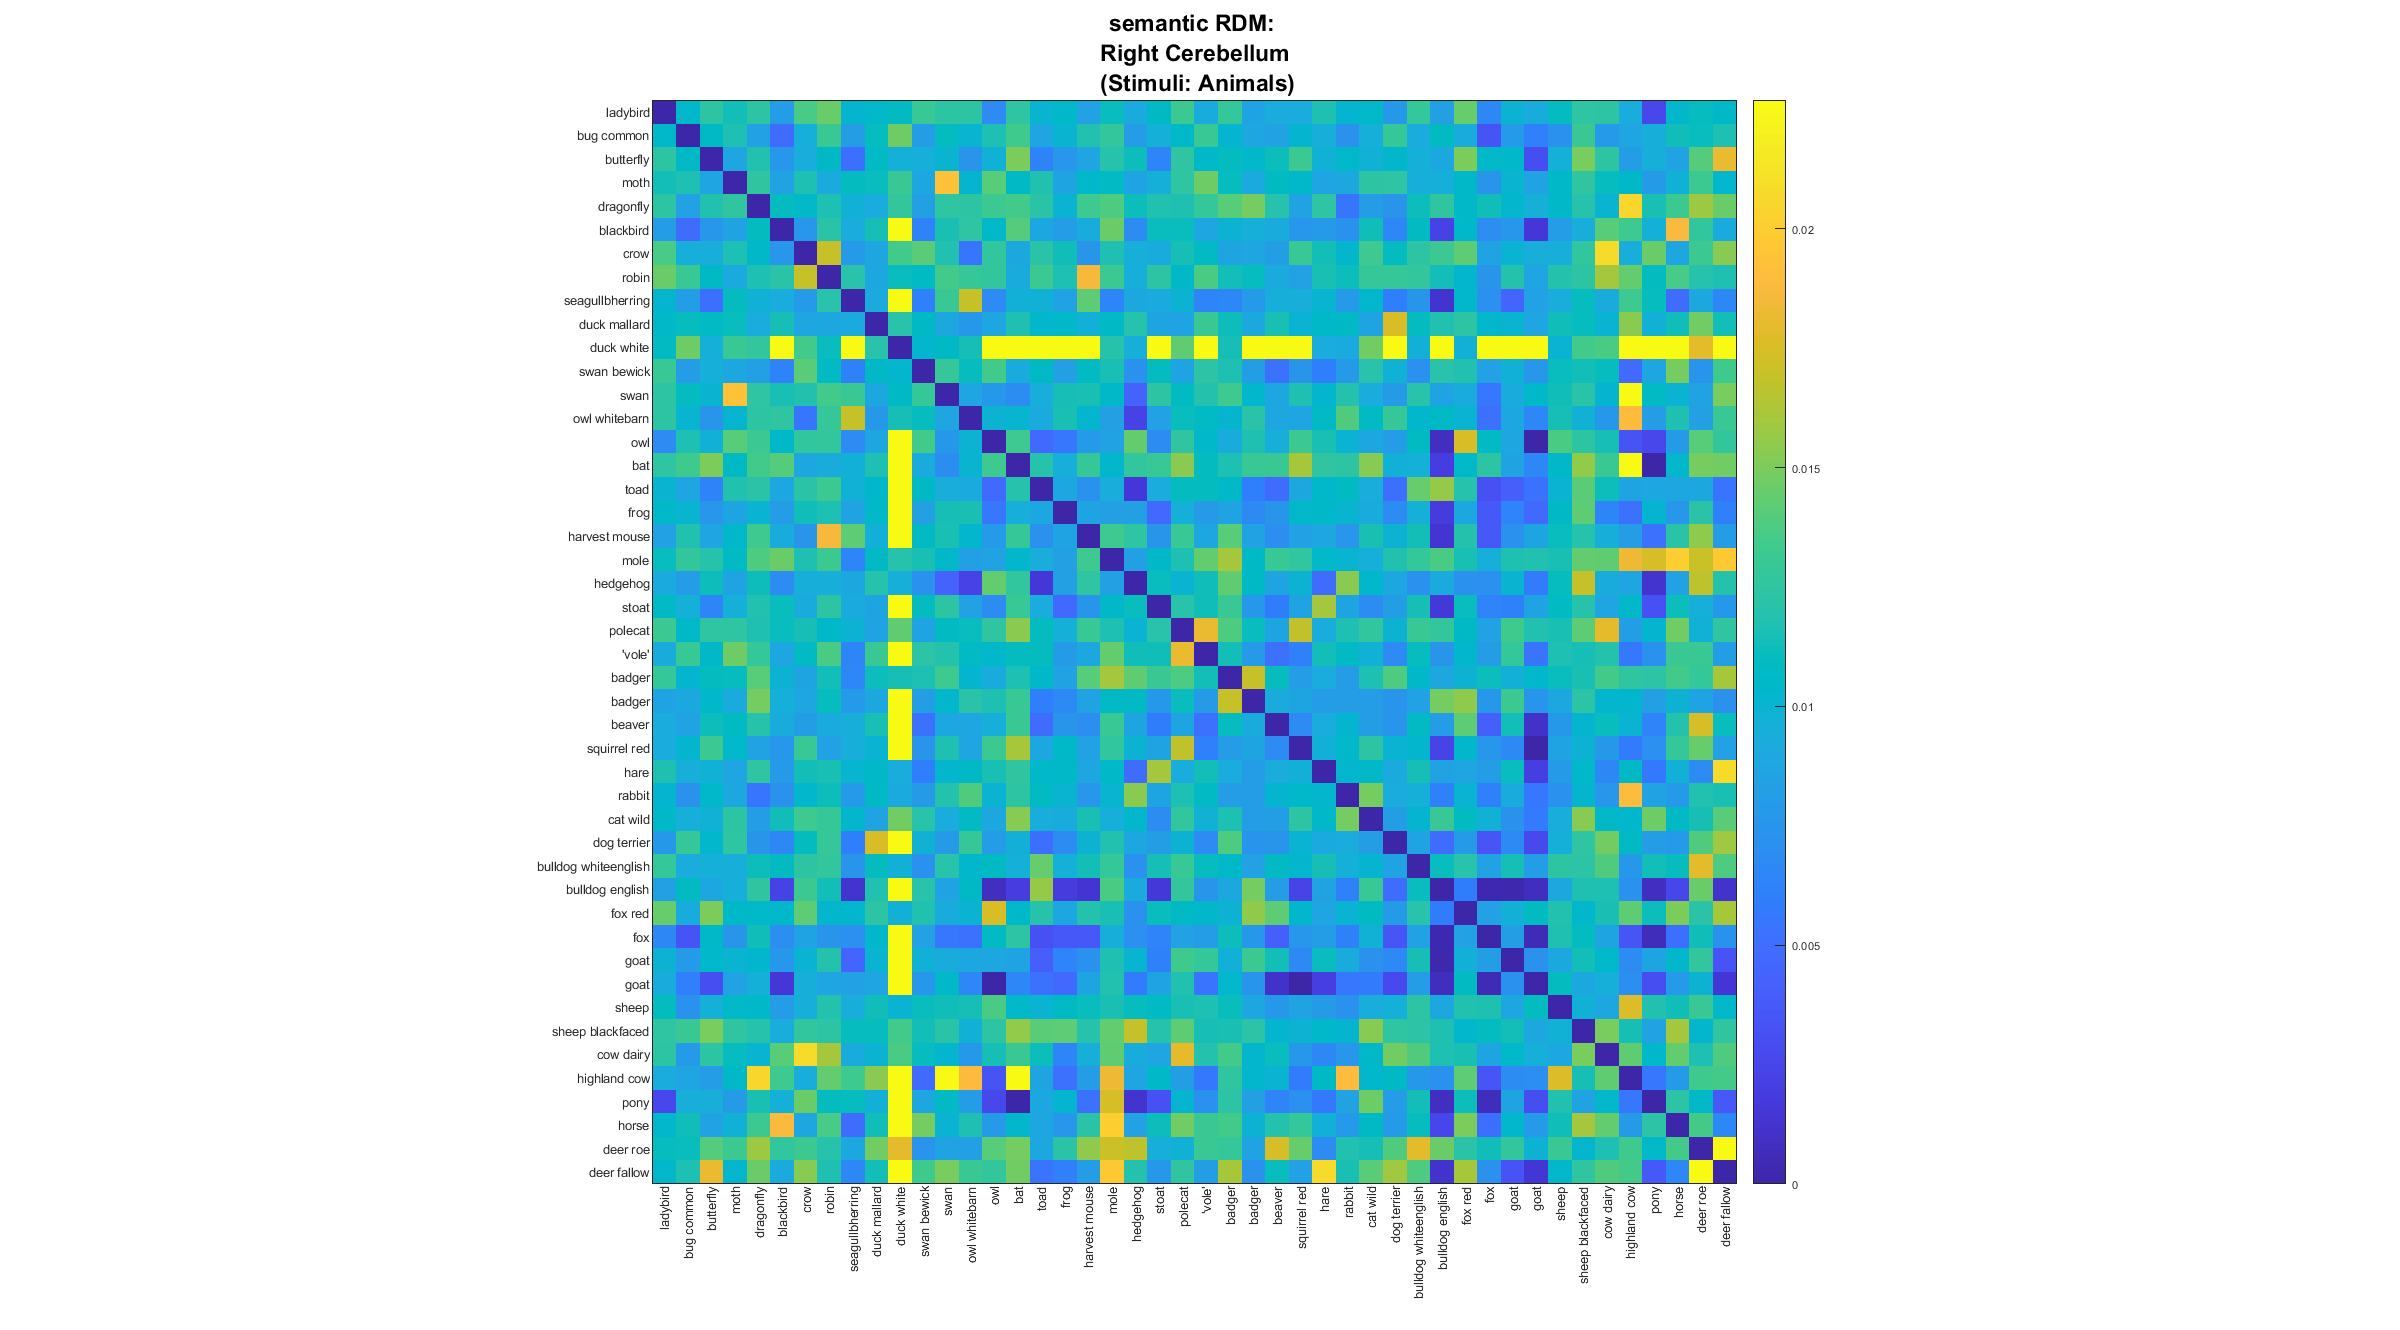 semantic RDM:
Right Cerebellum
(Stimuli: Animals)
ladybird
bug common
butterfly
moth
dragonfly
blackbird
crow
robin
seagullbherring
duck mallard
duck white
swan bewick
swan
owl whitebarn
owl
bat
toad
frog
harvest mouse
mole
hedgehog
stoat
polecat
'vole'
badger
badger
beaver
squirrel red
hare
rabbit
cat wild
dog terrier
bulldog whiteenglish
bulldog english
fox red
fox
goat
goat
sheep
sheep blackfaced
cow dairy
highland cow
pony
horse
deer roe
deer fallow
0.02
0.015
0.01
0.005
0
ladybird
bug common
butterfly
moth
dragonfly
blackbird
crow
robin
seagullbherring
duck mallard
duck white
swan bewick
swan
owl whitebarn
owl
bat
toad
frog
harvest mouse
mole
hedgehog
stoat
polecat
'vole'
badger
badger
beaver
squirrel red
hare
rabbit
cat wild
dog terrier
bulldog whiteenglish
bulldog english
fox red
fox
goat
goat
sheep
sheep blackfaced
cow dairy
highland cow
pony
horse
deer roe
deer fallow